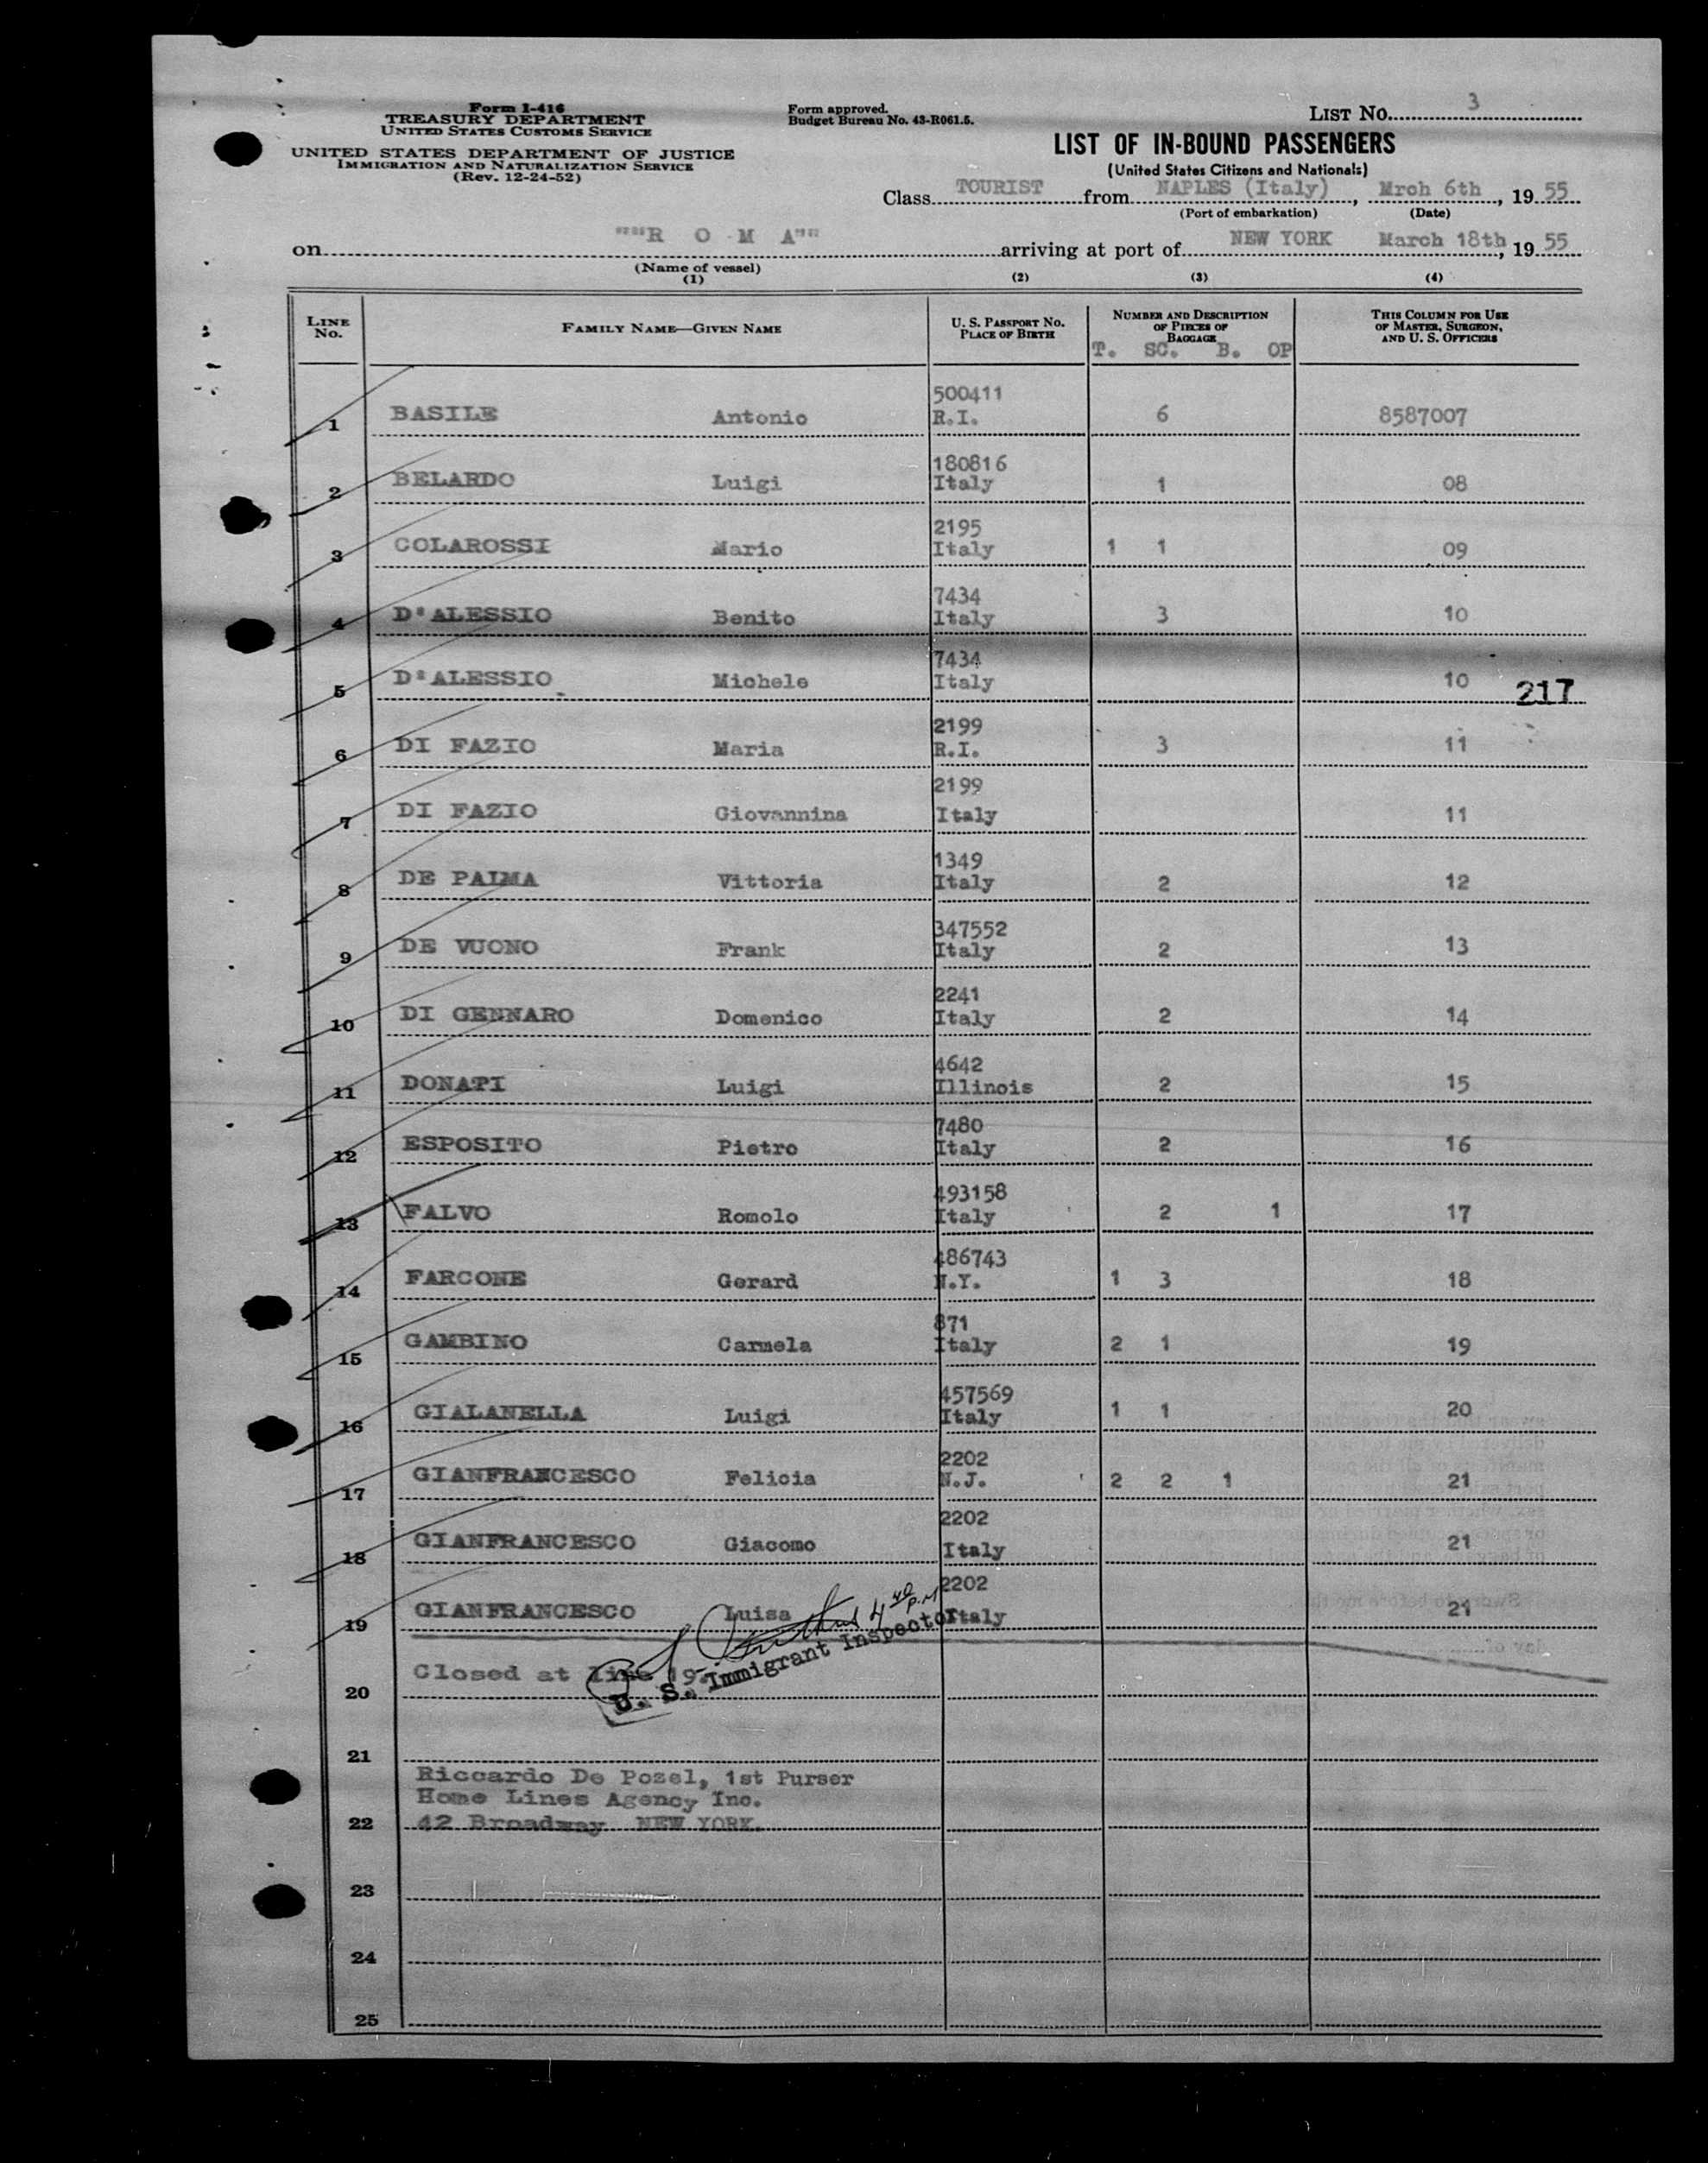 Form I-416
TREASURY DEPARTMENT
UNITED STATES CUSTOMS SERVICE
UNITED STATES DEPARTMENT OF JUSTICE
IMMIGRATION AND NATURALIZATION SERVICE
(Rev. 12-24-52)
Form approved.
Budget Bureau No. 43-R061.5.
LIST NO. 3
LIST OF IN-BOUND PASSENGERS
(United States Citizens and Nationals)
Class TOURIST from NAPLES (Italy), Mrch 6th, 19 55
(Port of embarkation) (Date)
on """R O M A"" arriving at port of NEW YORK March 18th, 19 55
(Name of vessel)
(1) (2) (3) (4)
LINE NO. FAMILY NAME—GIVEN NAME U. S. PASSPORT NO. PLACE OF BIRTH NUMBER AND DESCRIPTION OF PIECES OF BAGGAGE THIS COLUMN FOR USE OF MASTER, SURGEON, AND U. S. OFFICERS
T. SC. B. OP
500411
1 BASILE Antonio R.I. 6 8587007
180816
2 BELARDO Luigi Italy 1 08
2195
3 COLAROSSI Mario Italy 1 1 09
7434
4 D'ALESSIO Benito Italy 3 10
7434
5 D'ALESSIO Michele Italy 10 217
2199
6 DI FAZIO Maria R.I. 3 11
2199
7 DI FAZIO Giovannina Italy 11
1349
8 DE PALMA Vittoria Italy 2 12
347552
9 DE VUONO Frank Italy 2 13
2241
10 DI GENNARO Domenico Italy 2 14
4642
11 DONATI Luigi Illinois 2 15
7480
12 ESPOSITO Pietro Italy 2 16
493158
13 FALVO Romolo Italy 2 1 17
486743
14 FARCONE Gerard N.Y. 1 3 18
871
15 GAMBINO Carmela Italy 2 1 19
457569
16 GIALANELLA Luigi Italy 1 1 20
2202
17 GIANFRANCESCO Felicia N.J. 2 2 1 21
2202
18 GIANFRANCESCO Giacomo Italy 21
2202
19 GIANFRANCESCO Luisa Italy 21
4 40 P.M
U. S. Immigrant Inspector
20 Closed at line 19.
21
Riccardo De Pozel, 1st Purser
Home Lines Agency Inc.
22 42 Broadway NEW YORK.
23
24
25